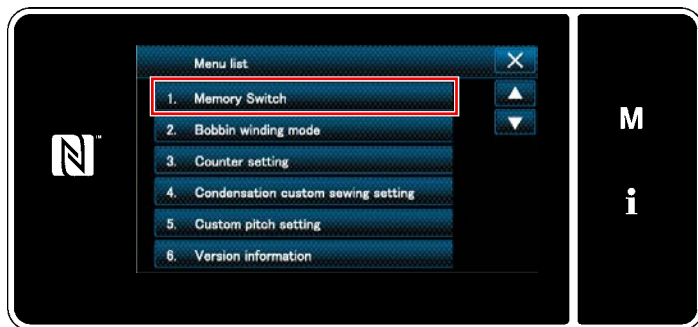 Menu list
1. Memory Switch
2. Bobbin winding mode
3. Counter setting
4. Condensation custom sewing setting
5. Custom pitch setting
6. Version information
N™
M
i